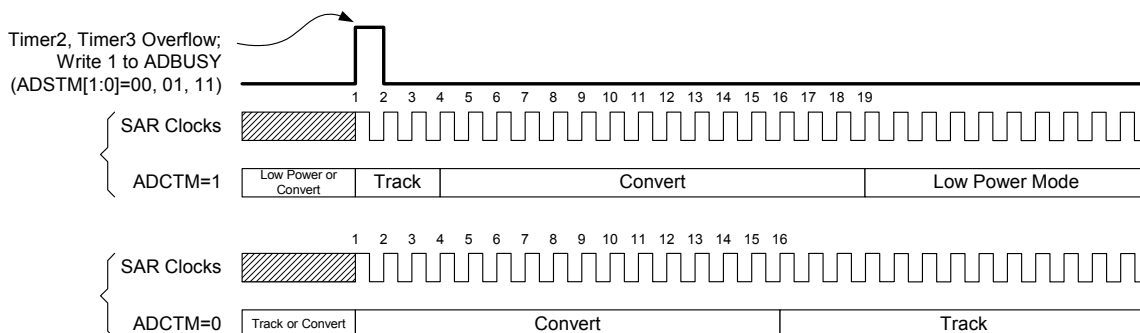 Timer2, Timer3 Overflow;
Write 1 to ADBUSY
(ADSTM[1:0]=00, 01, 11)
1 2 3 4 5 6 7 8 9 10 11 12 13 14 15 16 17 18 19
SAR Clocks
ADCTM=1
Low Power or
Convert
Track
Convert
Low Power Mode
1 2 3 4 5 6 7 8 9 10 11 12 13 14 15 16
SAR Clocks
ADCTM=0
Track or Convert
Convert
Track